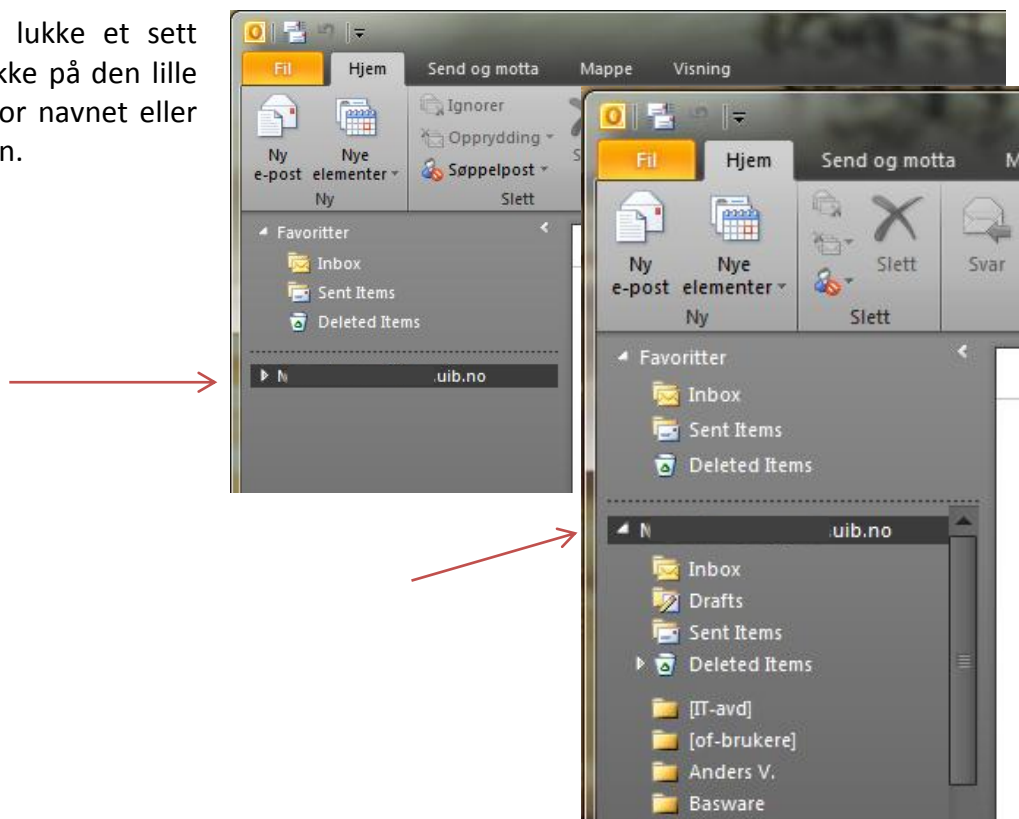 lukke et sett
kke på den lille
or navnet eller
n.
Fil Hjem Send og motta Mappe Visning
Ny e-post
Nye elementer
Ignorer
Opprydding
Søppelpost
S
Ny Slett
Favoritter
Inbox
Sent Items
Deleted Items
N .uib.no
Fil Hjem Send og motta M
Ny e-post
Nye elementer
Slett
Svar
Ny Slett
Favoritter
Inbox
Sent Items
Deleted Items
N .uib.no
Inbox
Drafts
Sent Items
Deleted Items
[IT-avd]
[of-brukere]
Anders V.
Basware